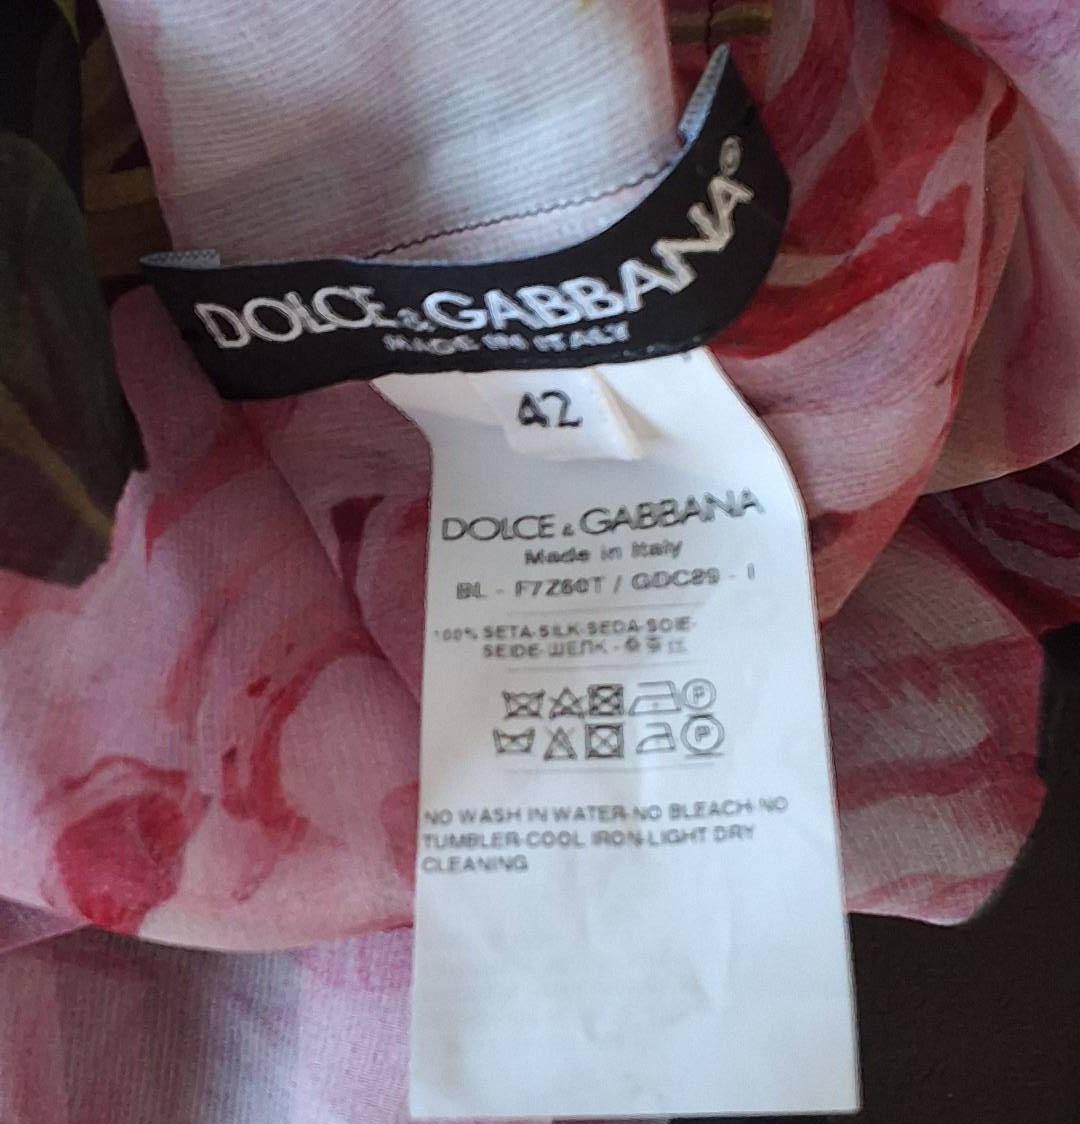 DOLCE & GABBANA®
MADE IN ITALY
42
DOLCE & GABBANA
Made in Italy
BL - F7Z60T / GDC89 - I
100% SETA-SILK-SEDA-SOIE-
SEIDE-ШЕЛК-
P
P
NO WASH IN WATER-NO BLEACH-NO
TUMBLER-COOL IRON-LIGHT DRY
CLEANING